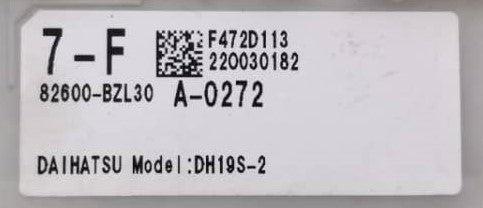 7-F
F472D113
220030182
82600-BZL30 A-0272
DAIHATSU Model:DH19S-2